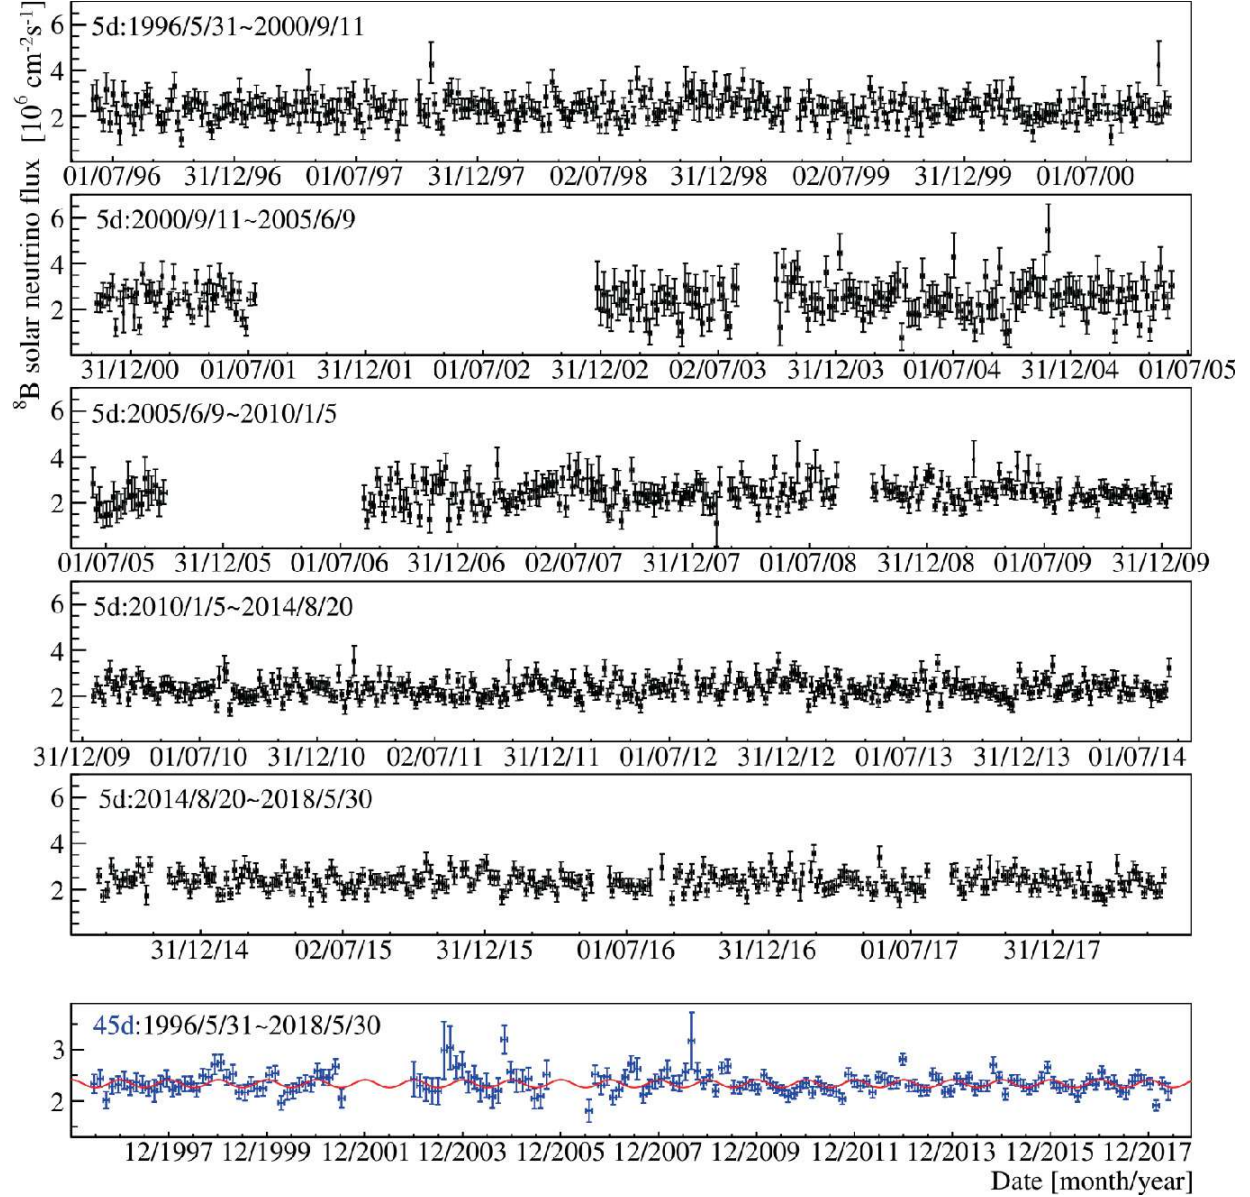 ⁸B solar neutrino flux [10⁶ cm⁻²s⁻¹]
5d:1996/5/31~2000/9/11
6
4
2
01/07/96 31/12/96 01/07/97 31/12/97 02/07/98 31/12/98 02/07/99 31/12/99 01/07/00
5d:2000/9/11~2005/6/9
6
4
2
31/12/00 01/07/01 31/12/01 01/07/02 31/12/02 02/07/03 31/12/03 01/07/04 31/12/04 01/07/05
5d:2005/6/9~2010/1/5
6
4
2
01/07/05 31/12/05 01/07/06 31/12/06 02/07/07 31/12/07 01/07/08 31/12/08 01/07/09 31/12/09
5d:2010/1/5~2014/8/20
6
4
2
31/12/09 01/07/10 31/12/10 02/07/11 31/12/11 01/07/12 31/12/12 01/07/13 31/12/13 01/07/14
5d:2014/8/20~2018/5/30
6
4
2
31/12/14 02/07/15 31/12/15 01/07/16 31/12/16 01/07/17 31/12/17
45d:1996/5/31~2018/5/30
3
2
12/1997 12/1999 12/2001 12/2003 12/2005 12/2007 12/2009 12/2011 12/2013 12/2015 12/2017
Date [month/year]